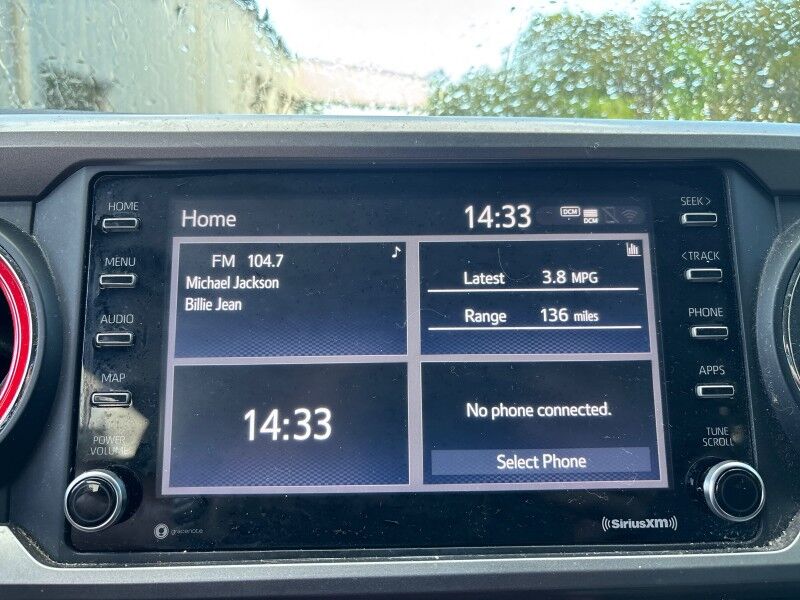 HOME
MENU
AUDIO
MAP
POWER
VOLUME
Home
14:33
DCM
DCM
FM 104.7
Michael Jackson
Billie Jean
Latest 3.8 MPG
Range 136 miles
14:33
No phone connected.
Select Phone
SEEK >
< TRACK
PHONE
APPS
TUNE
SCROLL
gracenote
((SiriusXM))